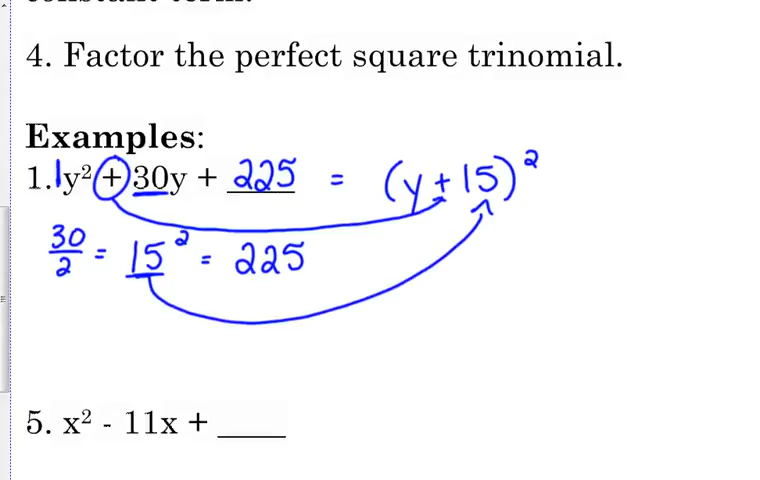 4. Factor the perfect square trinomial.
Examples:
1. 1y² + 30y + 225 = (y + 15)²
30/2 = 15² = 225
5. x² - 11x + ____